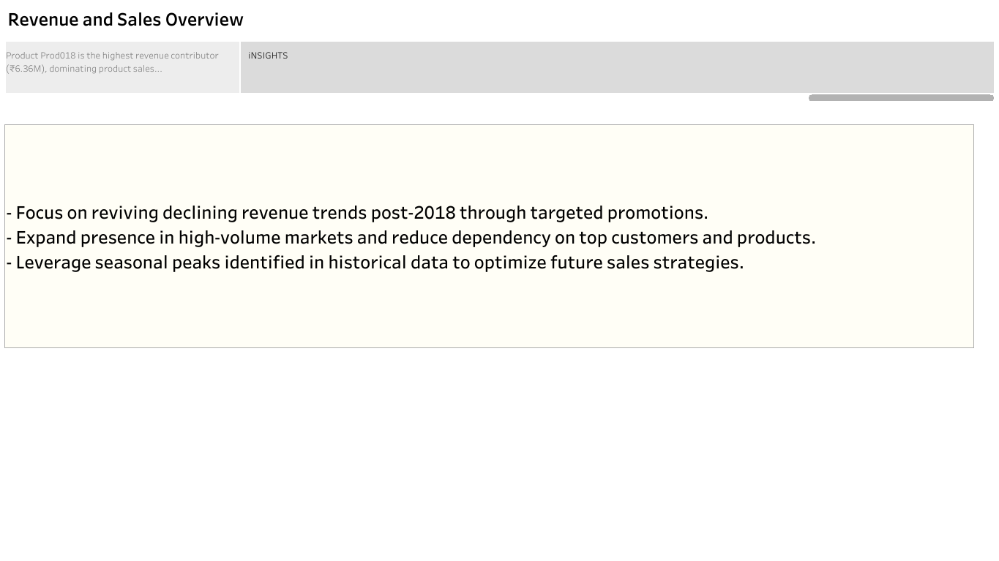 Revenue and Sales Overview
Product Prod018 is the highest revenue contributor
(₹6.36M), dominating product sales...
iNSIGHTS
- Focus on reviving declining revenue trends post-2018 through targeted promotions.
- Expand presence in high-volume markets and reduce dependency on top customers and products.
- Leverage seasonal peaks identified in historical data to optimize future sales strategies.